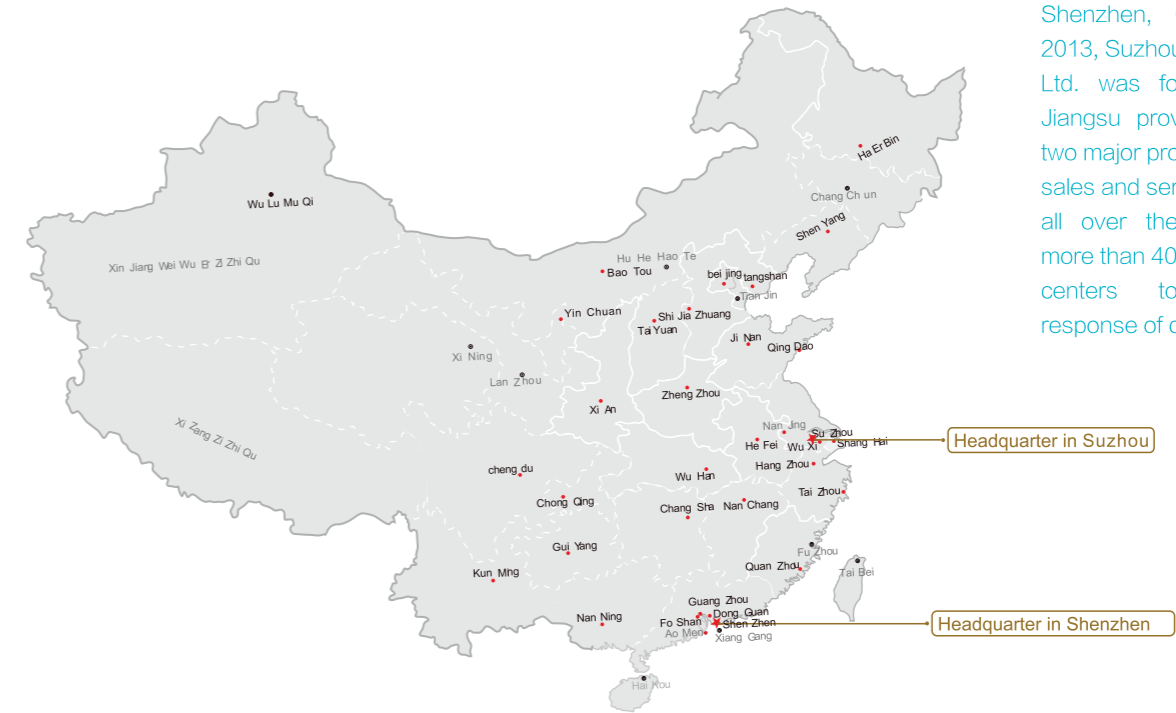 Shenzhen,
2013, Suzhou
Ltd. was fo
Jiangsu prov
two major pro
sales and ser
all over the
more than 40
centers to
response of c
Ha Er Bin
Chang Chun
Wu Lu Mu Qi
Shen Yang
Xin Jiang Wei Wu Er Zi Zhi Qu
Hu He Hao Te
Bao Tou
bei jing
tangshan
Tian Jin
Yin Chuan
Shi Jia Zhuang
Tai Yuan
Ji Nan
Qing Dao
Xi Ning
Lan Zhou
Zheng Zhou
Xi An
Xi Zang Zi Zhi Qu
Nan Jing
Su Zhou
He Fei
Wu Xi
Shang Hai
Headquarter in Suzhou
Hang Zhou
cheng du
Wu Han
Tai Zhou
Chong Qing
Chang Sha
Nan Chang
Gui Yang
Fu Zhou
Quan Zhou
Tai Bei
Kun Ming
Guang Zhou
Nan Ning
Dong Guan
Fo Shan
Shen Zhen
Headquarter in Shenzhen
Ao Men
Xiang Gang
Hai Kou